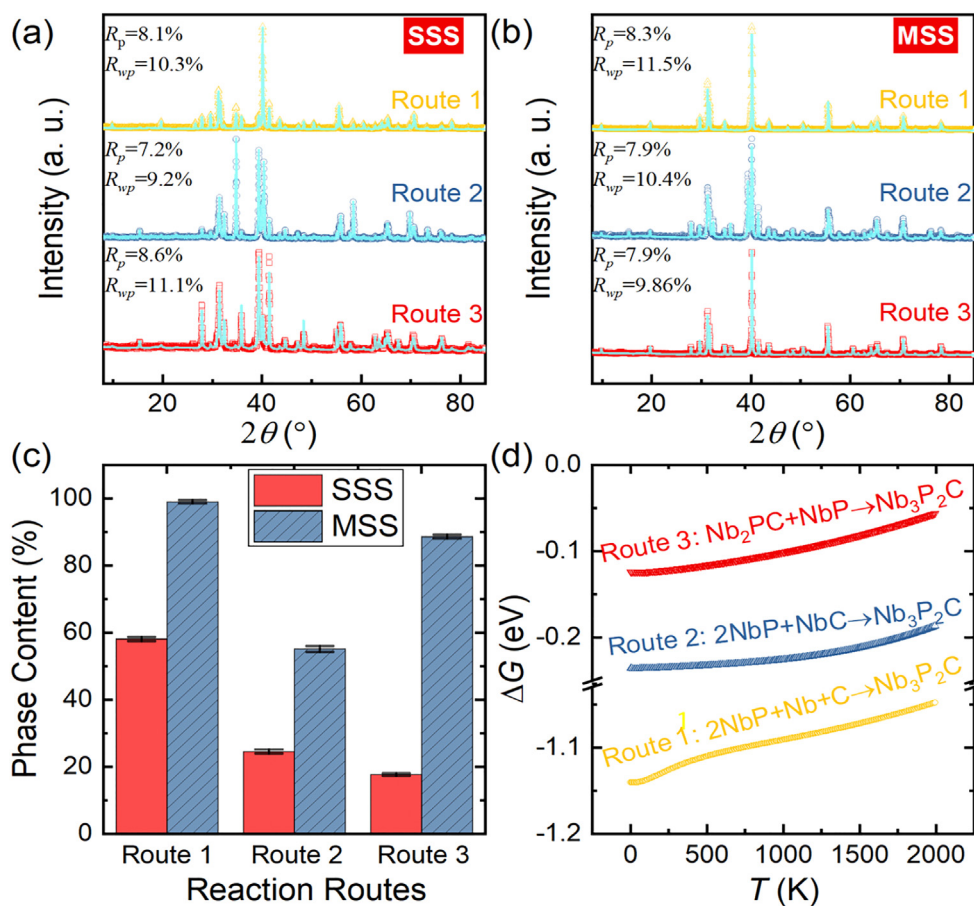 (a)
SSS
Rp=8.1%
Rwp=10.3%
Route 1
Rp=7.2%
Rwp=9.2%
Route 2
Rp=8.6%
Rwp=11.1%
Route 3
Intensity (a. u.)
20 40 60 80
2θ (°)
(b)
MSS
Rp=8.3%
Rwp=11.5%
Route 1
Rp=7.9%
Rwp=10.4%
Route 2
Rp=7.9%
Rwp=9.86%
Route 3
Intensity (a. u.)
20 40 60 80
2θ (°)
(c)
SSS
MSS
100
80
60
40
20
0
Phase Content (%)
Route 1 Route 2 Route 3
Reaction Routes
(d)
0.0
-0.1
-0.2
-1.1
-1.2
ΔG (eV)
Route 3: Nb₂PC+NbP→Nb₃P₂C
Route 2: 2NbP+NbC→Nb₃P₂C
1
Route 1: 2NbP+Nb+C→Nb₃P₂C
0 500 1000 1500 2000
T (K)